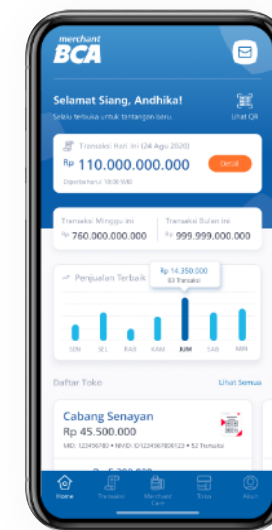 merchant
BCA
Selamat Siang, Andhika!
Selalu terbuka untuk tantangan baru.
Lihat QR
Transaksi Hari Ini (24 Agu 2020)
Rp 110.000.000.000
Detail
Diperbaharui 18:00 WIB
Transaksi Minggu Ini
Transaksi Bulan Ini
Rp 760.000.000.000
Rp 999.999.000.000
Penjualan Terbaik
Rp 14.350.000
83 Transaksi
SEN SEL RAB KAM JUM SAB MIN
Daftar Toko
Lihat Semua
Cabang Senayan
Rp 45.500.000
Home
Transaksi
Merchant
Care
Toko
Akun